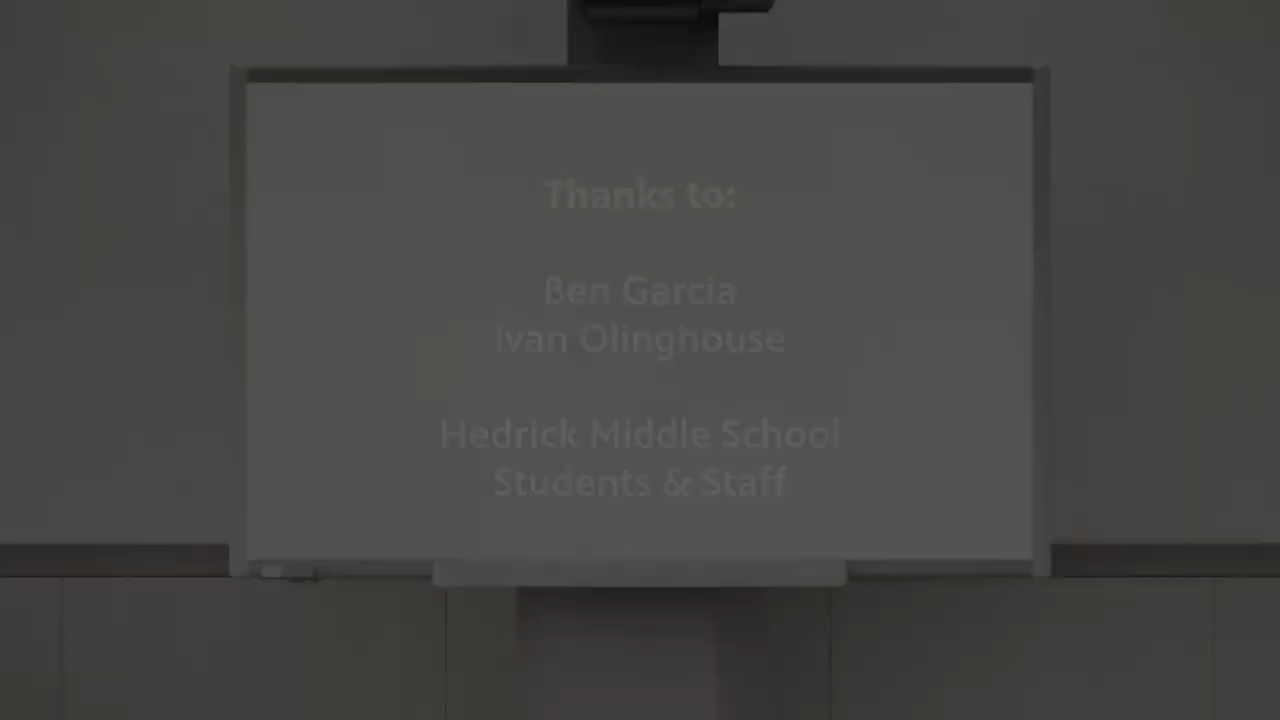 Thanks to:
Ben Garcia
Ivan Olinghouse
Hedrick Middle School
Students & Staff